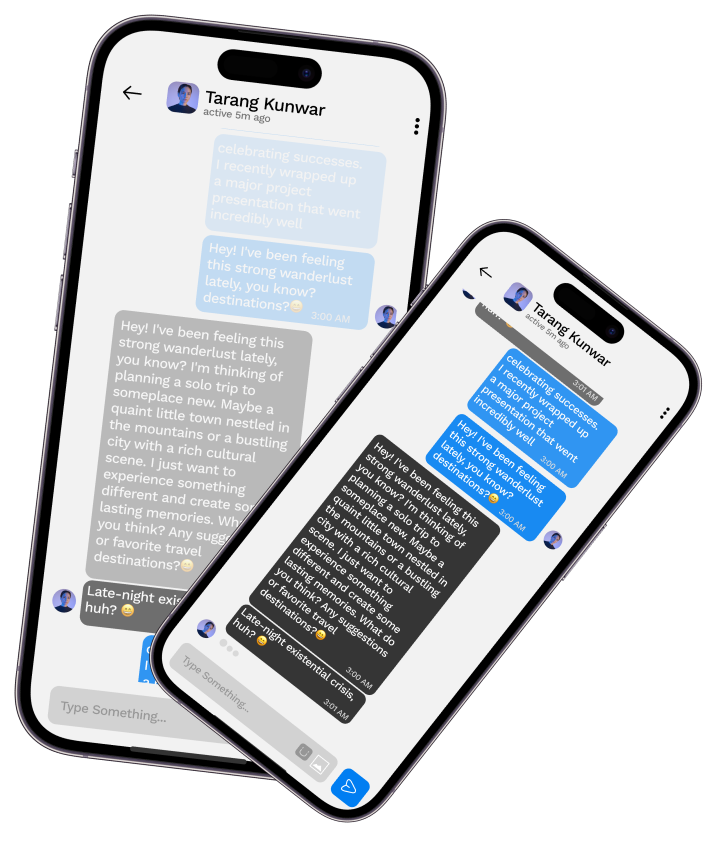 Tarang Kunwar
active 5m ago
celebrating successes.
I recently wrapped up
a major project
presentation that went
incredibly well
Hey! I've been feeling
this strong wanderlust
lately, you know?
destinations?😄 3:00 AM
Hey! I've been feeling this
strong wanderlust lately,
you know? I'm thinking of
planning a solo trip to
someplace new. Maybe a
quaint little town nestled in
the mountains or a bustling
city with a rich cultural
scene. I just want to
experience something
different and create
lasting memories.
you think? Any
or favorite travel
destinations?😄
Late-night
huh? 😄
Type Something...
Tarang Kunwar
active 5m ago
3:01 AM
celebrating successes.
I recently wrapped up
a major project
presentation that went
incredibly well
3:00 AM
Hey! I've been feeling
this strong wanderlust
lately, you know?
destinations?😄
3:00 AM
Hey! I've been feeling this
strong wanderlust lately,
you know? I'm thinking of
planning a solo trip to
someplace new. Maybe a
quaint little town nestled in
the mountains or a bustling
city with a rich cultural
scene. I just want to
experience something
different and create some
lasting memories. What do
you think? Any suggestions
or favorite travel
destinations?😄
3:00 AM
Late-night existential crisis,
huh? 😄
3:01 AM
Type Something...